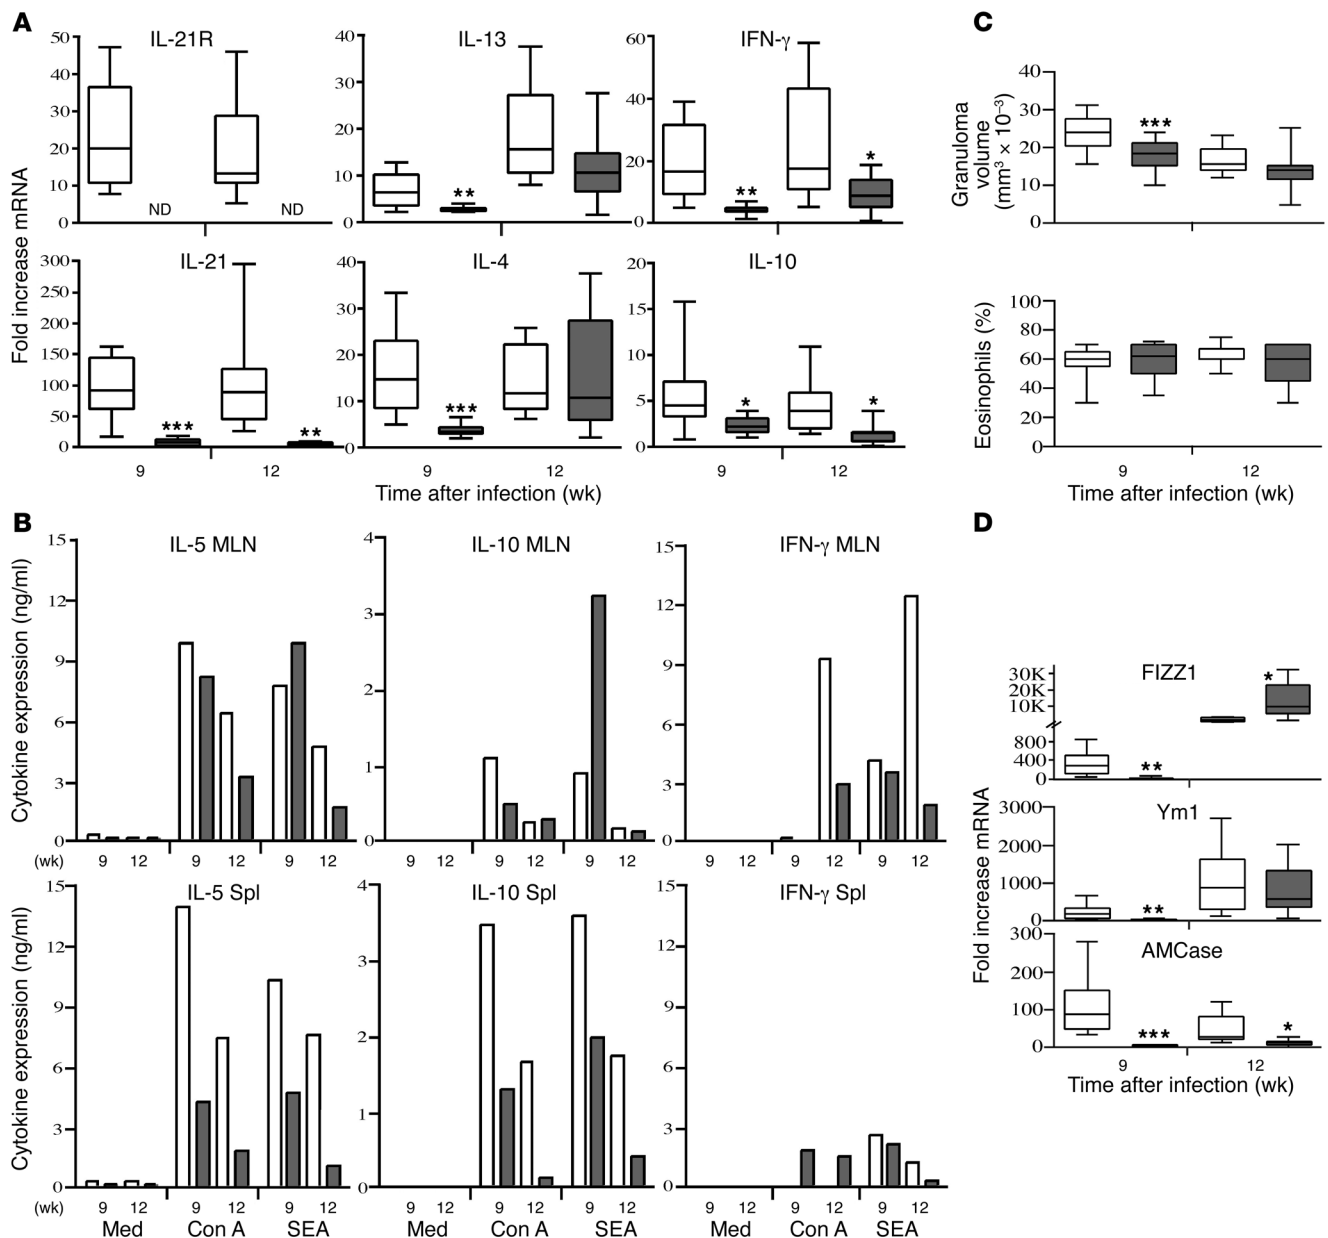 A
IL-21R
IL-13
IFN-γ
50
40
30
20
10
0
ND
ND
40
30
20
10
0
**
60
40
20
0
**
*
Fold increase mRNA
IL-21
IL-4
IL-10
300
250
200
150
100
50
0
***
**
40
30
20
10
0
***
20
15
10
5
0
*
*
9 12
9 12
9 12
Time after infection (wk)
C
Granuloma
volume
(mm³ × 10⁻³)
40
30
20
10
0
***
Eosinophils (%)
100
80
60
40
20
0
9 12
Time after infection (wk)
B
Cytokine expression (ng/ml)
IL-5 MLN
IL-10 MLN
IFN-γ MLN
15
12
9
6
3
0
4
3
2
1
0
15
12
9
6
3
0
(wk) 9 12 9 12 9 12
9 12 9 12 9 12
9 12 9 12 9 12
Cytokine expression (ng/ml)
IL-5 Spl
IL-10 Spl
IFN-γ Spl
15
12
9
6
3
0
4
3
2
1
0
15
12
9
6
3
0
(wk) 9 12 9 12 9 12
9 12 9 12 9 12
9 12 9 12 9 12
Med Con A SEA
Med Con A SEA
Med Con A SEA
D
Fold increase mRNA
FIZZ1
30K
20K
10K
800
400
0
**
*
Ym1
3000
2000
1000
0
**
AMCase
300
200
100
0
***
*
9 12
Time after infection (wk)